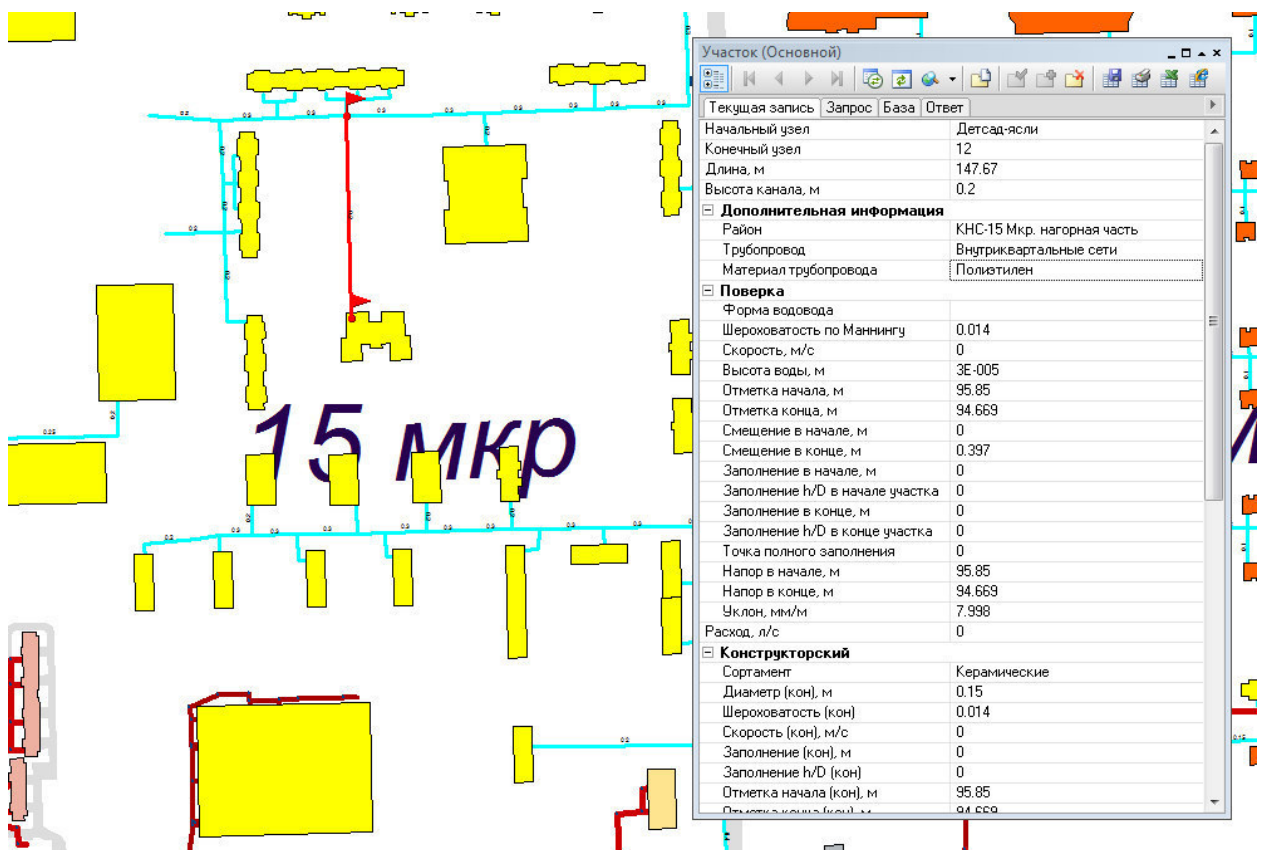 Участок (Основной)
Текущая запись Запрос База Ответ
Начальный узел Детсад-ясли
Конечный узел 12
Длина, м 147.67
Высота канала, м 0.2
Дополнительная информация
Район КНС-15 Мкр. нагорная часть
Трубопровод Внутриквартальные сети
Материал трубопровода Полиэтилен
Поверка
Форма водовода
Шероховатость по Маннингу 0.014
Скорость, м/с 0
Высота воды, м 3E-005
Отметка начала, м 95.85
Отметка конца, м 94.669
Смещение в начале, м 0
Смещение в конце, м 0.397
Заполнение в начале, м 0
Заполнение h/D в начале участка 0
Заполнение в конце, м 0
Заполнение h/D в конце участка 0
Точка полного заполнения 0
Напор в начале, м 95.85
Напор в конце, м 94.669
Уклон, мм/м 7.998
Расход, л/с 0
Конструкторский
Сортамент Керамические
Диаметр (кон), м 0.15
Шероховатость (кон) 0.014
Скорость (кон), м/с 0
Заполнение (кон), м 0
Заполнение h/D (кон) 0
Отметка начала (кон), м 95.85
Отметка конца (кон), м 94.669
15 мкр